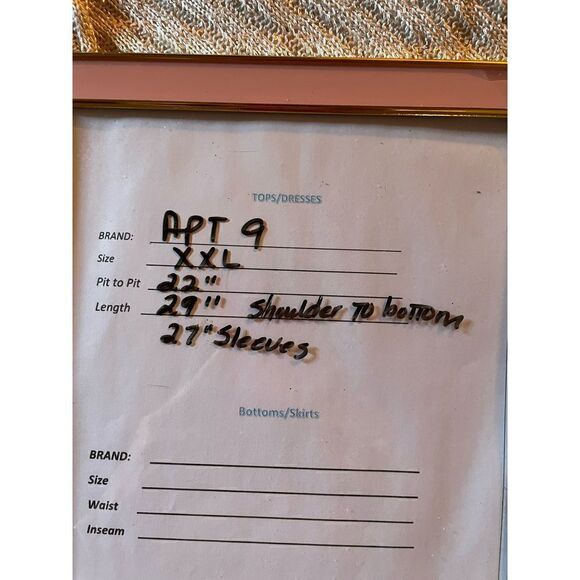 TOPS/DRESSES
BRAND: APT 9
Size XXL
Pit to Pit 22"
Length 29" Shoulder To bottom
27" Sleeves
Bottoms/Skirts
BRAND:
Size
Waist
Inseam